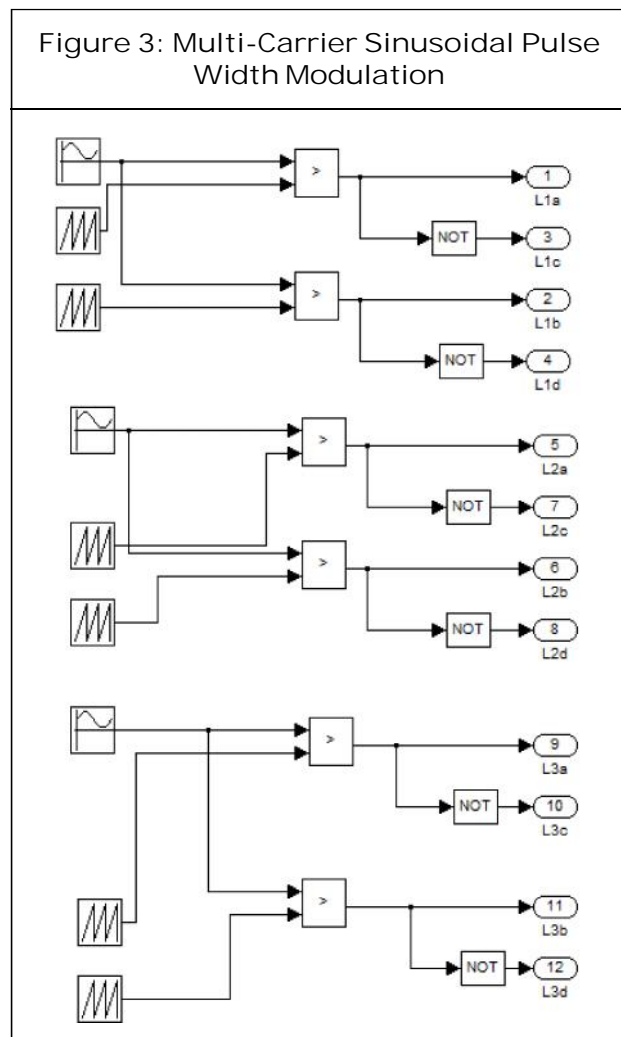 Figure 3: Multi-Carrier Sinusoidal Pulse
Width Modulation
>
1
L1a
NOT
3
L1c
>
2
L1b
NOT
4
L1d
>
5
L2a
NOT
7
L2c
>
6
L2b
NOT
8
L2d
>
9
L3a
NOT
10
L3c
>
11
L3b
NOT
12
L3d